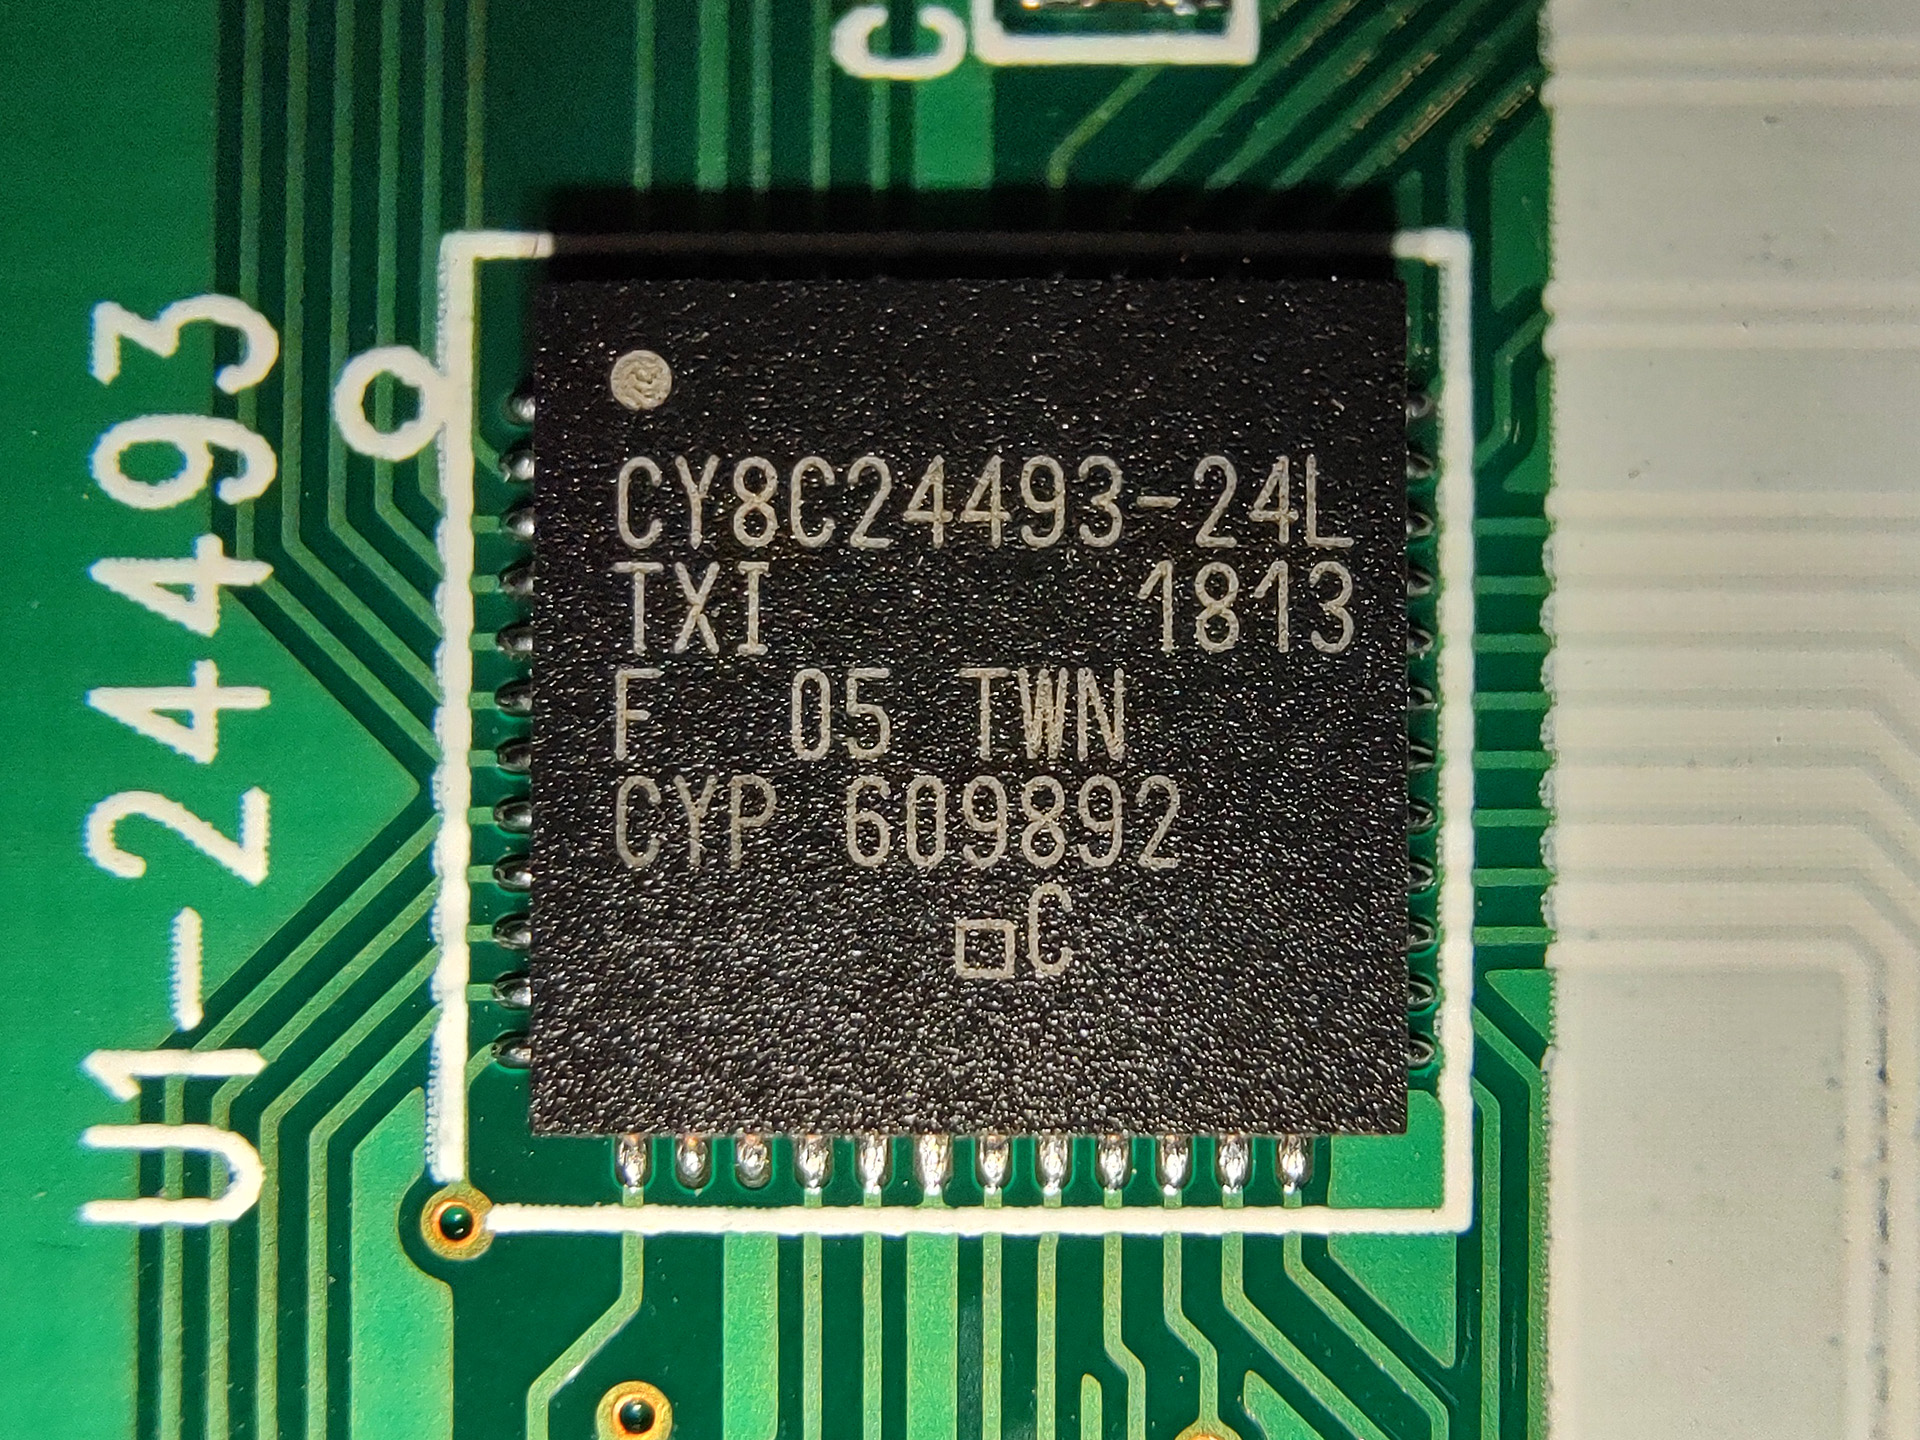 C
U1-24493
CY8C24493-24L
TXI 1813
F 05 TWN
CYP 609892
C